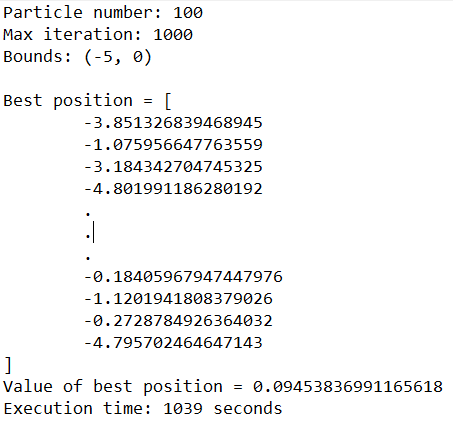 Particle number: 100
Max iteration: 1000
Bounds: (-5, 0)
Best position = [
-3.851326839468945
-1.075956647763559
-3.184342704745325
-4.801991186280192
.
.
.
-0.18405967947447976
-1.1201941808379026
-0.2728784926364032
-4.795702464647143
]
Value of best position = 0.09453836991165618
Execution time: 1039 seconds